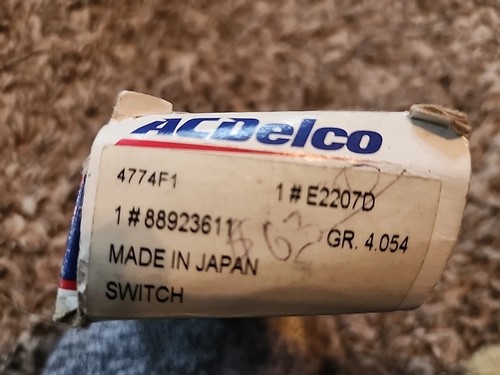 ACDelco
4774F1 1#E2207D
1#88923611 GR. 4.054
MADE IN JAPAN
SWITCH